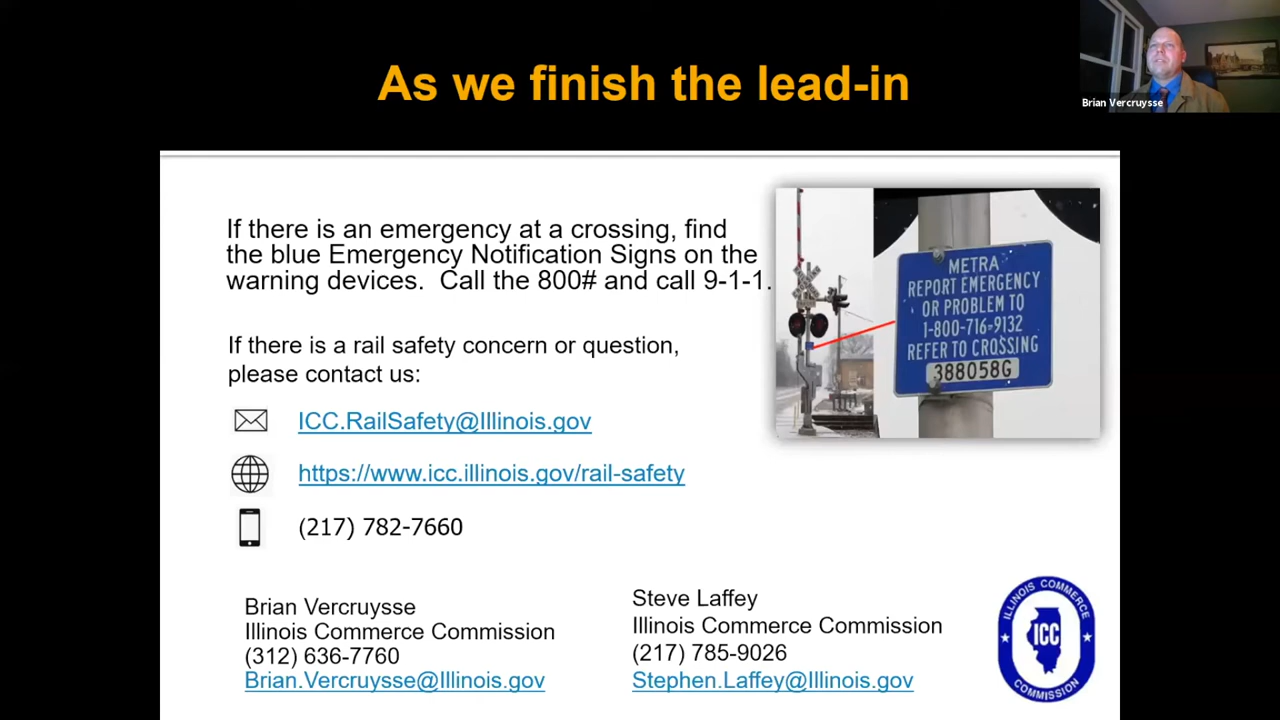 As we finish the lead-in
Brian Vercruysse
If there is an emergency at a crossing, find
the blue Emergency Notification Signs on the
warning devices.  Call the 800# and call 9-1-1.
METRA
REPORT EMERGENCY
OR PROBLEM TO
1-800-716-9132
REFER TO CROSSING
388058G
If there is a rail safety concern or question,
please contact us:
ICC.RailSafety@Illinois.gov
https://www.icc.illinois.gov/rail-safety
(217) 782-7660
Brian Vercruysse
Illinois Commerce Commission
(312) 636-7760
Brian.Vercruysse@Illinois.gov
Steve Laffey
Illinois Commerce Commission
(217) 785-9026
Stephen.Laffey@Illinois.gov
ILLINOIS COMMERCE
ICC
COMMISSION